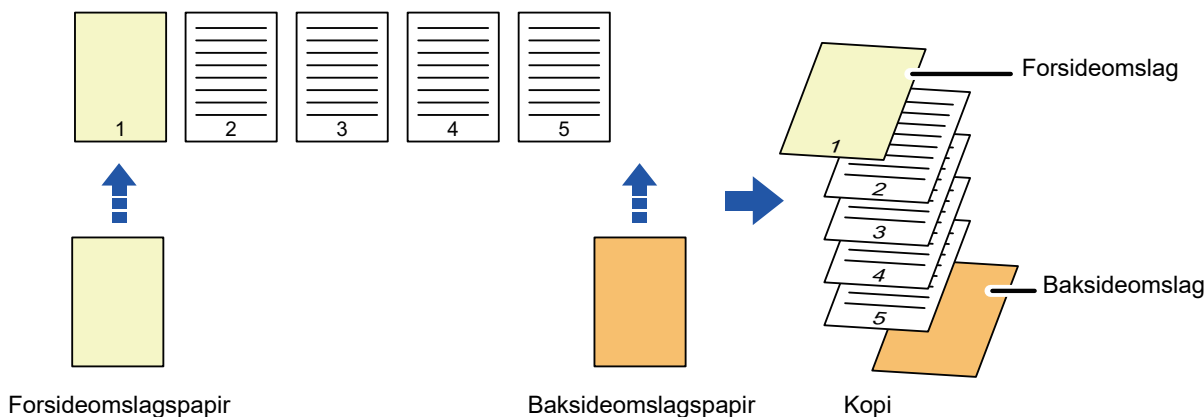 1 2 3 4 5
Forsideomslag
1
2
3
4
5
Baksideomslag
Forsideomslagspapir
Baksideomslagspapir
Kopi